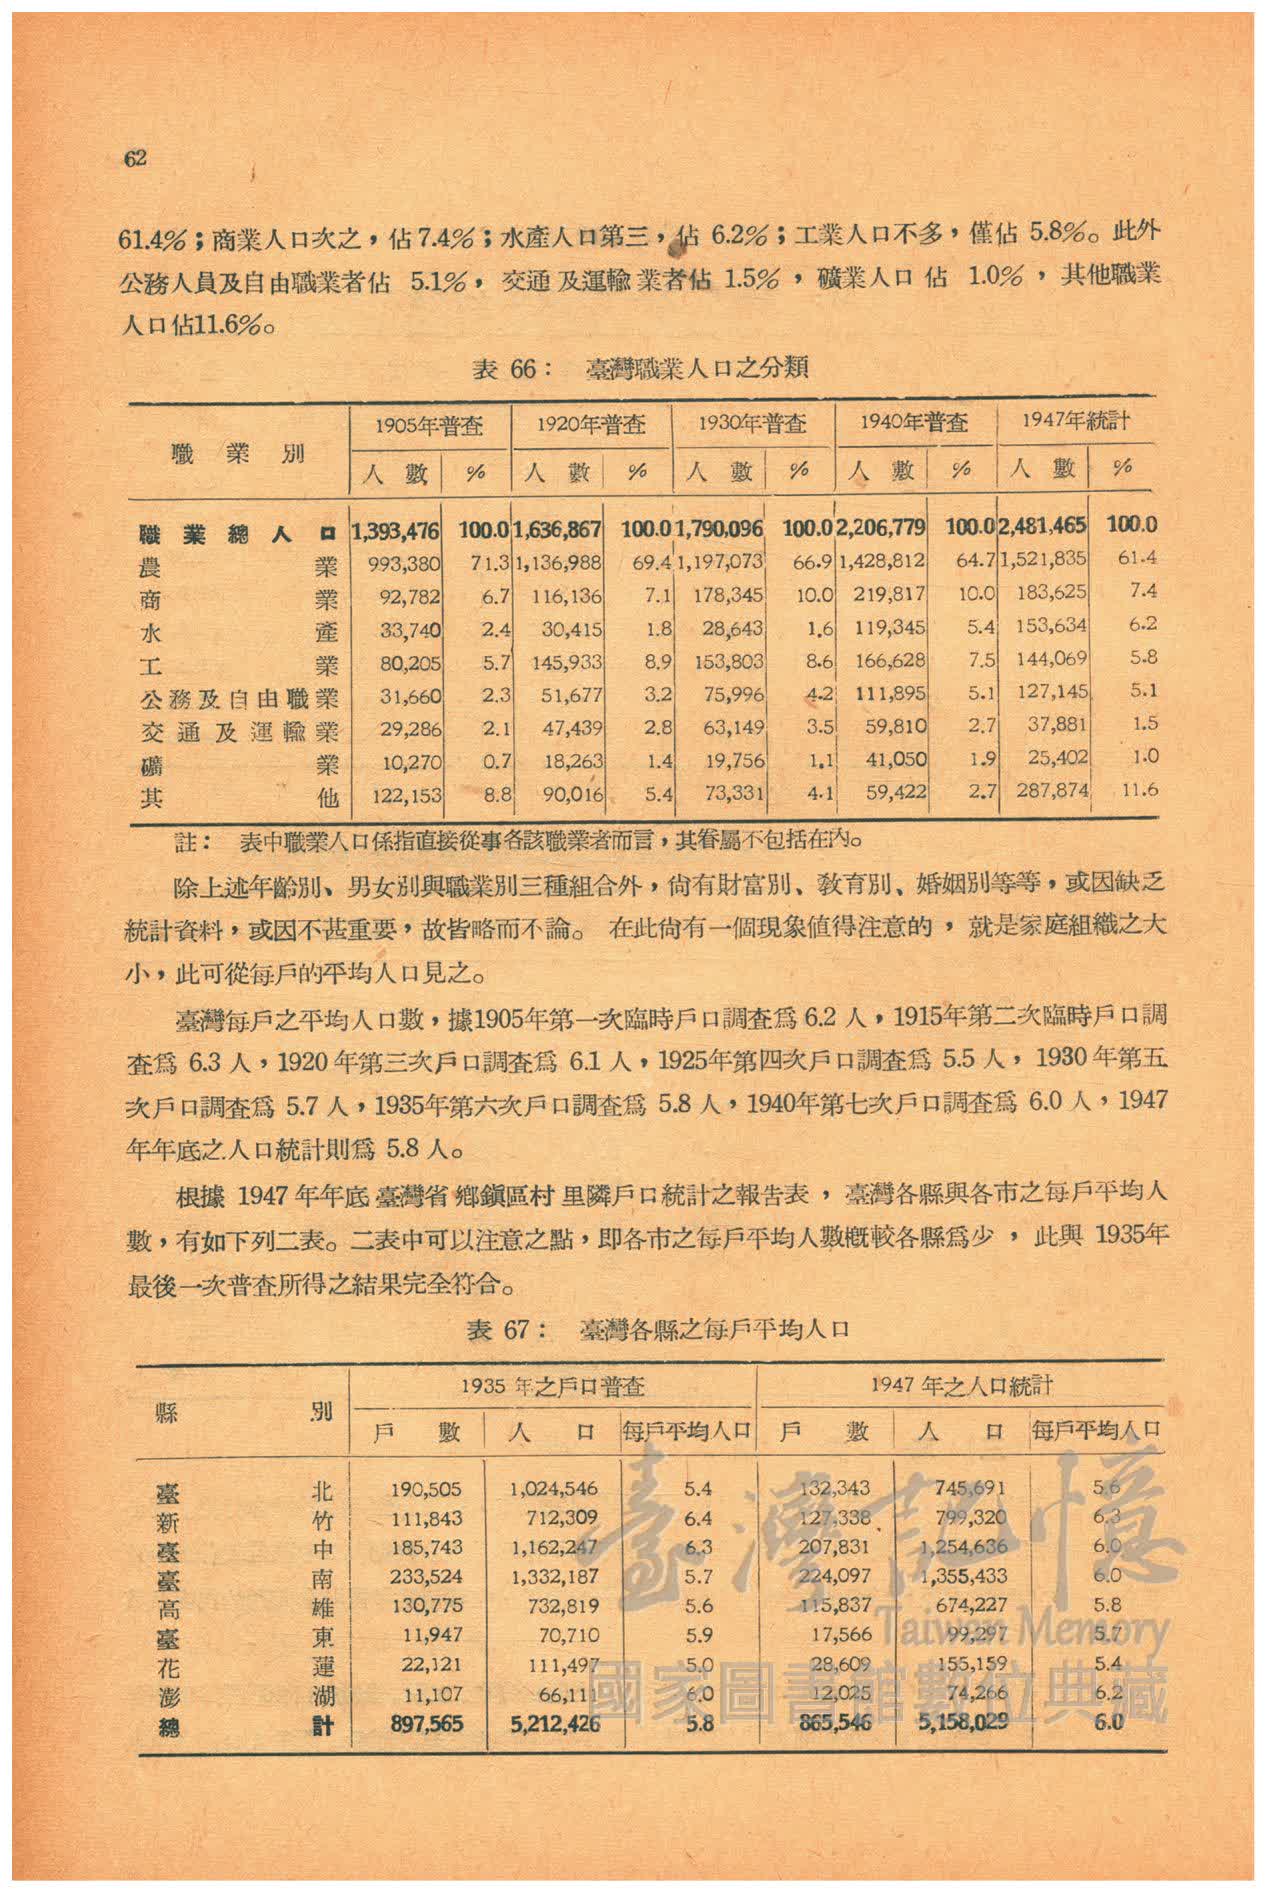 62
61.4%；商業人口次之，佔7.4%；水產人口第三，佔 6.2%；工業人口不多，僅佔 5.8%。此外
公務人員及自由職業者佔 5.1%， 交通及運輸業者佔 1.5% ，礦業人口佔 1.0% ，其他職業
人口佔11.6%。
表 66： 臺灣職業人口之分類
職業別 1905年普查 1920年普查 1930年普查 1940年普查 1947年統計
人數 % 人數 % 人數 % 人數 % 人數 %
職業總人口 1,393,476 100.0 1,636,867 100.0 1,790,096 100.0 2,206,779 100.0 2,481,465 100.0
農業 993,380 71.3 1,136,988 69.4 1,197,073 66.9 1,428,812 64.7 1,521,835 61.4
商業 92,782 6.7 116,136 7.1 178,345 10.0 219,817 10.0 183,625 7.4
水產 33,740 2.4 30,415 1.8 28,643 1.6 119,345 5.4 153,634 6.2
工業 80,205 5.7 145,933 8.9 153,803 8.6 166,628 7.5 144,069 5.8
公務及自由職業 31,660 2.3 51,677 3.2 75,996 4.2 111,895 5.1 127,145 5.1
交通及運輸業 29,286 2.1 47,439 2.8 63,149 3.5 59,810 2.7 37,881 1.5
礦業 10,270 0.7 18,263 1.4 19,756 1.1 41,050 1.9 25,402 1.0
其他 122,153 8.8 90,016 5.4 73,331 4.1 59,422 2.7 287,874 11.6
註： 表中職業人口係指直接從事各該職業者而言，其眷屬不包括在內。
除上述年齡別、男女別與職業別三種組合外，尙有財富別、敎育別、婚姻別等等，或因缺乏
統計資料，或因不甚重要，故皆略而不論。 在此尙有一個現象值得注意的 ，就是家庭組織之大
小，此可從每戶的平均人口見之。
臺灣每戶之平均人口數，據1905年第一次臨時戶口調查爲 6.2 人，1915年第二次臨時戶口調
查爲 6.3 人，1920 年第三次戶口調查爲 6.1 人，1925年第四次戶口調查爲 5.5 人， 1930 年第五
次戶口調查爲 5.7 人，1935年第六次戶口調查爲 5.8 人，1940年第七次戶口調查爲 6.0 人，1947
年年底之人口統計則爲 5.8 人。
根據 1947 年年底臺灣省鄉鎭區村里隣戶口統計之報告表 ，臺灣各縣與各市之每戶平均人
數，有如下列二表。二表中可以注意之點，即各市之每戶平均人數槪較各縣爲少 ，此與 1935年
最後一次普查所得之結果完全符合。
表 67： 臺灣各縣之每戶平均人口
縣別 1935 年之戶口普查 1947 年之人口統計
戶數 人口 每戶平均人口 戶數 人口 每戶平均人口
臺北 190,505 1,024,546 5.4 132,343 745,691 5.6
新竹 111,843 712,309 6.4 127,338 799,320 6.3
臺中 185,743 1,162,247 6.3 207,831 1,254,636 6.0
臺南 233,524 1,332,187 5.7 224,097 1,355,433 6.0
高雄 130,775 732,819 5.6 115,837 674,227 5.8
臺東 11,947 70,710 5.9 17,566 99,297 5.7
花蓮 22,121 111,497 5.0 28,609 155,159 5.4
澎湖 11,107 66,111 6.0 12,025 74,266 6.2
總計 897,565 5,212,426 5.8 865,546 5,158,029 6.0
臺灣記憶
Taiwan Memory
國家圖書館數位典藏